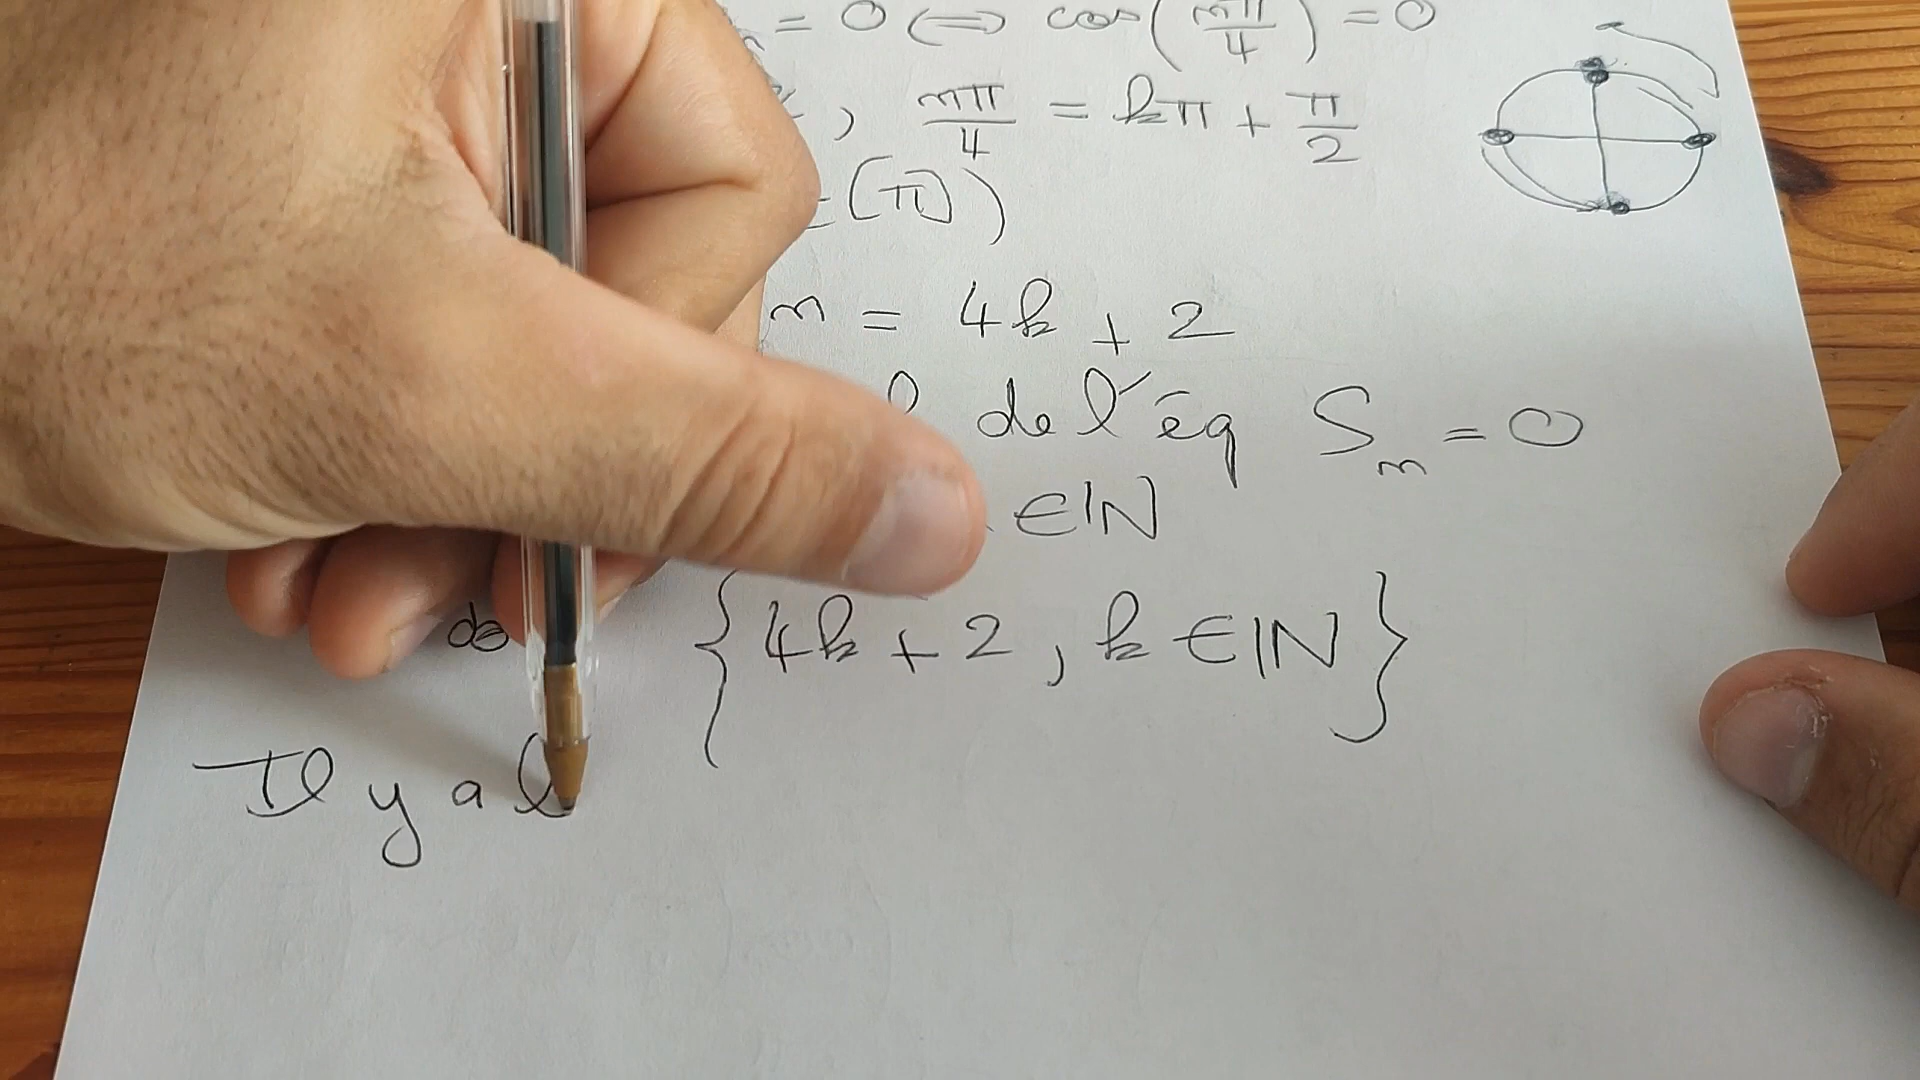 = 0 ⇔ cos(nπ/4) = 0
, nπ/4 = kπ + π/2
(π))
n = 4k + 2
de l'éq Sn = 0
∈ ℕ
{4k + 2, k ∈ ℕ}
Il y a